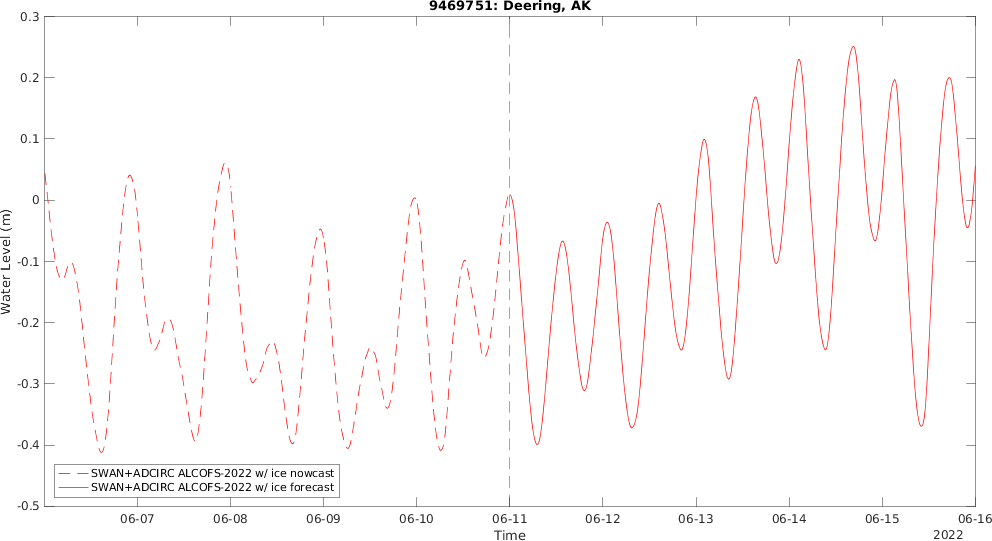 9469751: Deering, AK
0.3
0.2
0.1
0
-0.1
-0.2
-0.3
-0.4
-0.5
Water Level (m)
SWAN+ADCIRC ALCOFS-2022 w/ ice nowcast
SWAN+ADCIRC ALCOFS-2022 w/ ice forecast
06-07 06-08 06-09 06-10 06-11 06-12 06-13 06-14 06-15 06-16
Time
2022